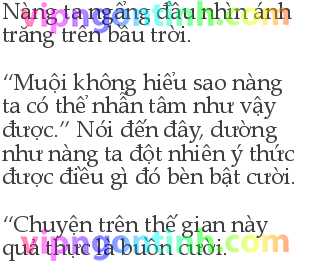 Nàng ta ngẩng đầu nhìn ánh
trăng trên bầu trời.
“Muội không hiểu sao nàng
ta có thể nhẫn tâm như vậy
được.” Nói đến đây, dường
như nàng ta đột nhiên ý thức
được điều gì đó bèn bật cười.
“Chuyện trên thế gian này
quả thực là buồn cười.
vipngontinh.com
vipngontinh.com